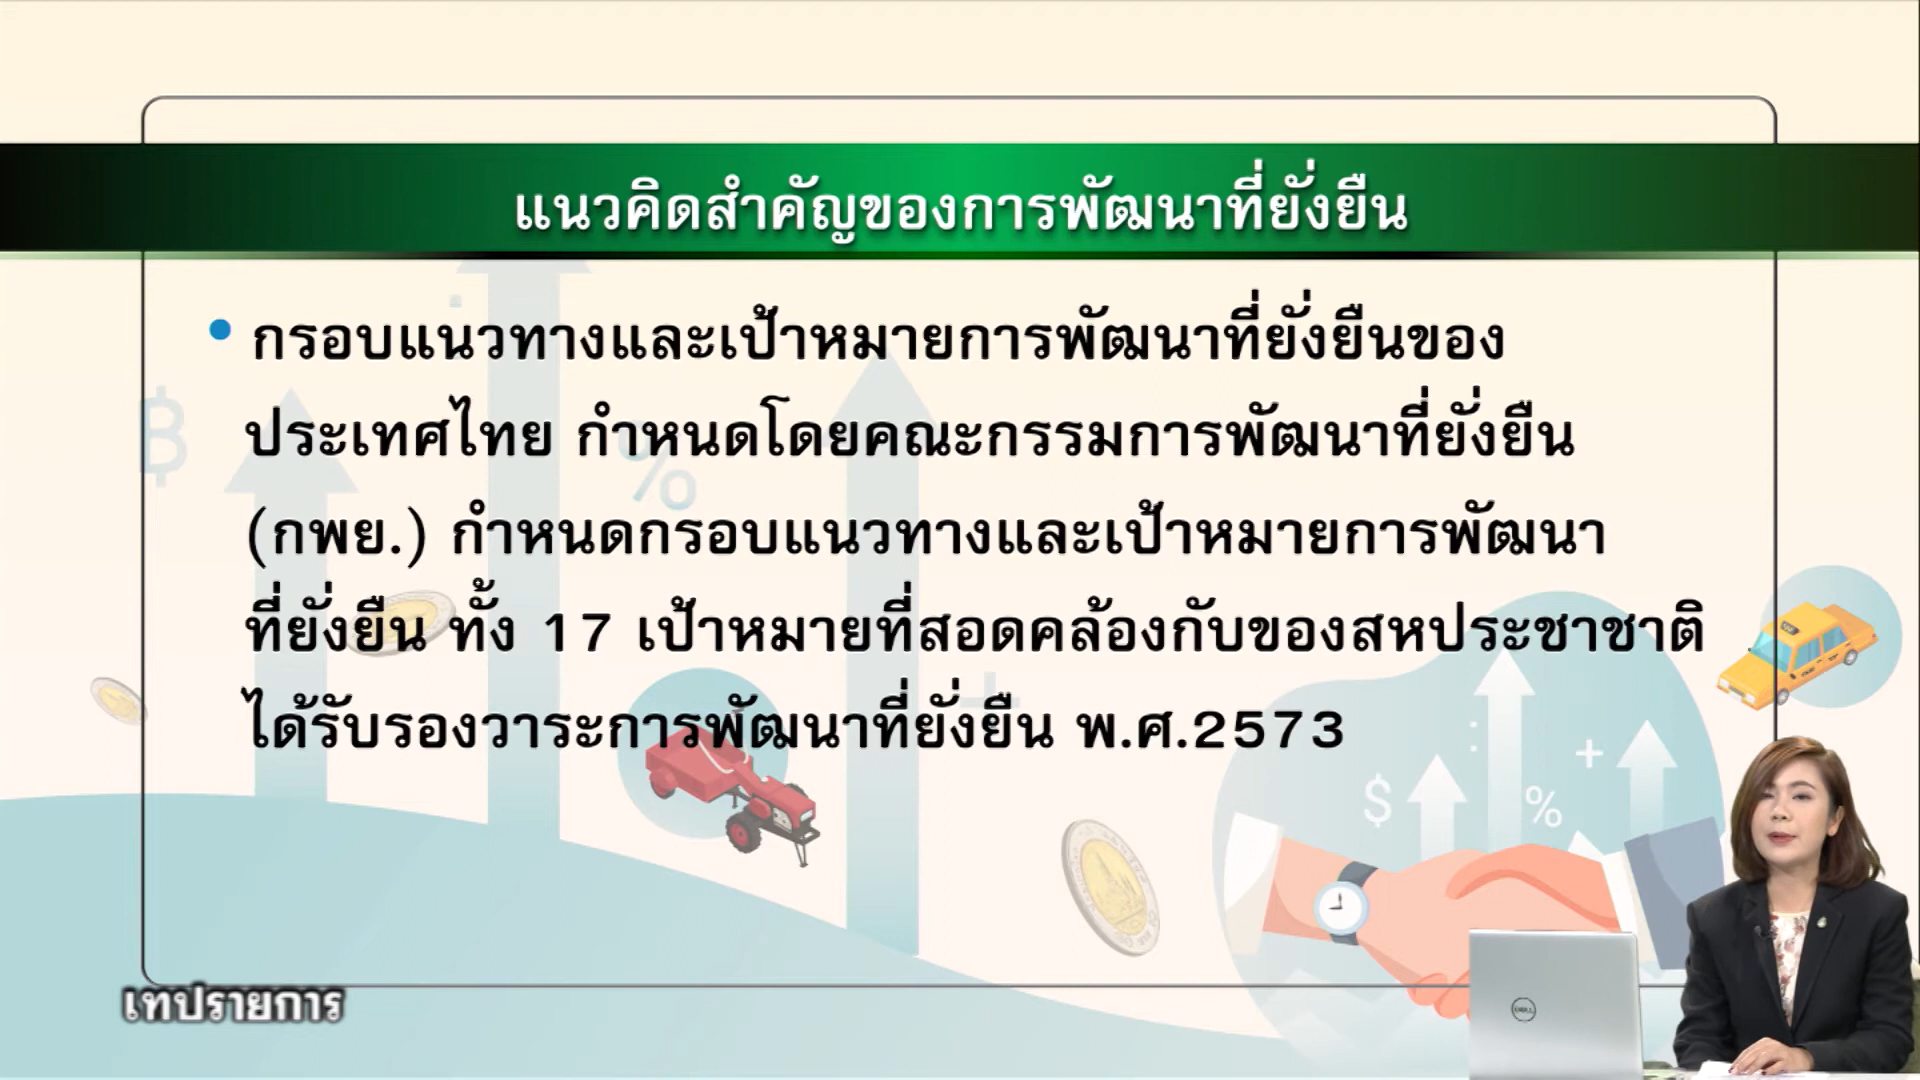 แนวคิดสำคัญของการพัฒนาที่ยั่งยืน
• กรอบแนวทางและเป้าหมายการพัฒนาที่ยั่งยืนของ
ประเทศไทย กำหนดโดยคณะกรรมการพัฒนาที่ยั่งยืน
(กพย.) กำหนดกรอบแนวทางและเป้าหมายการพัฒนา
ที่ยั่งยืน ทั้ง 17 เป้าหมายที่สอดคล้องกับของสหประชาชาติ
ได้รับรองวาระการพัฒนาที่ยั่งยืน พ.ศ.2573
เทปรายการ
DELL